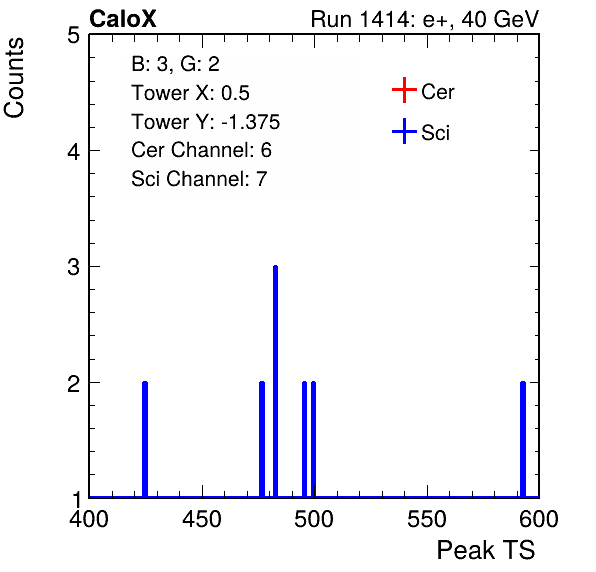 CaloX Run 1414: e+, 40 GeV
Counts
B: 3, G: 2
Tower X: 0.5
Tower Y: -1.375
Cer Channel: 6
Sci Channel: 7
Cer
Sci
5
4
3
2
1
400 450 500 550 600
Peak TS